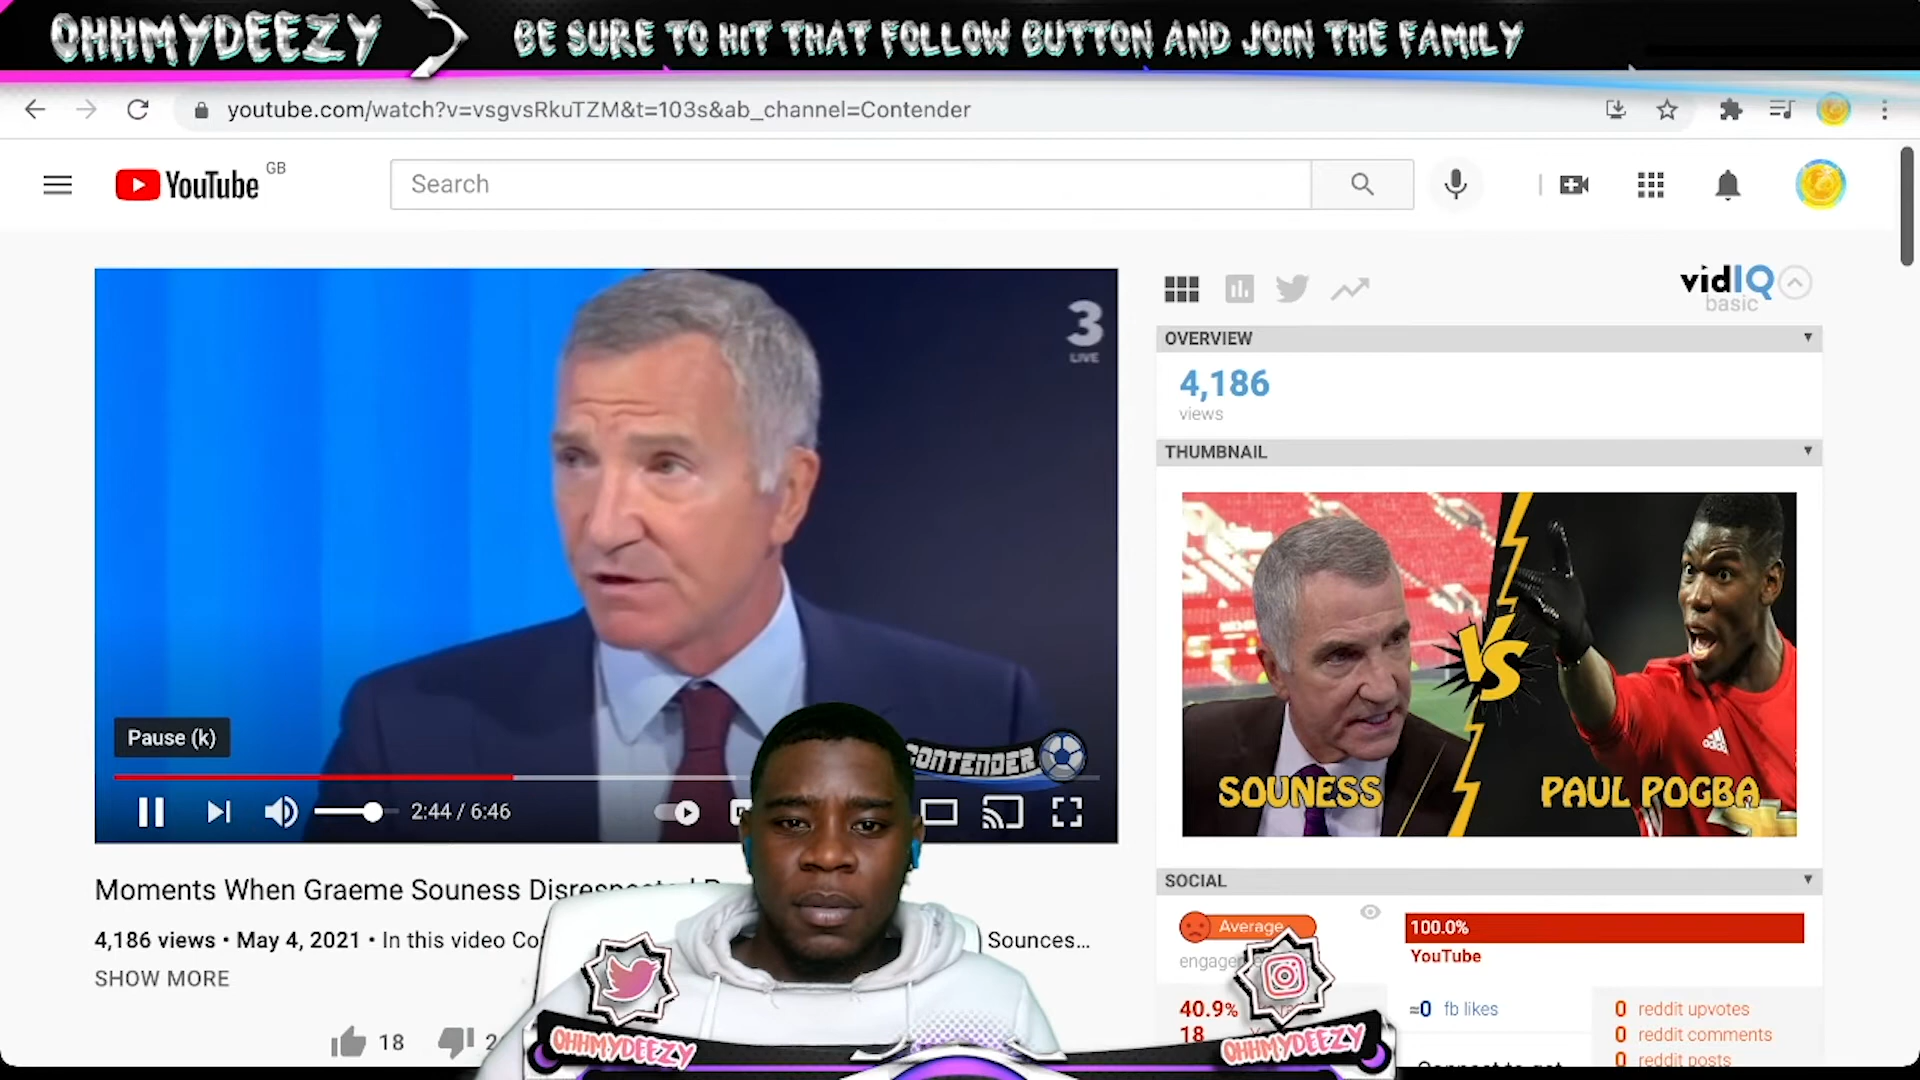 OHHMYDEEZY
BE SURE TO HIT THAT FOLLOW BUTTON AND JOIN THE FAMILY
youtube.com/watch?v=vsgvsRkuTZM&t=103s&ab_channel=Contender
YouTube GB
Search
vidIQ
basic
3
LIVE
OVERVIEW
4,186
views
THUMBNAIL
VS
SOUNESS
PAUL POGBA
Pause (k)
CONTENDER
2:44 / 6:46
Moments When Graeme Souness
4,186 views • May 4, 2021 • In this video
Sounces...
SHOW MORE
18
2
SOCIAL
Average
100.0%
YouTube
40.9%
18
≈0 fb likes
0 reddit upvotes
0 reddit comments
0 reddit posts
OHHMYDEEZY
OHHMYDEEZY